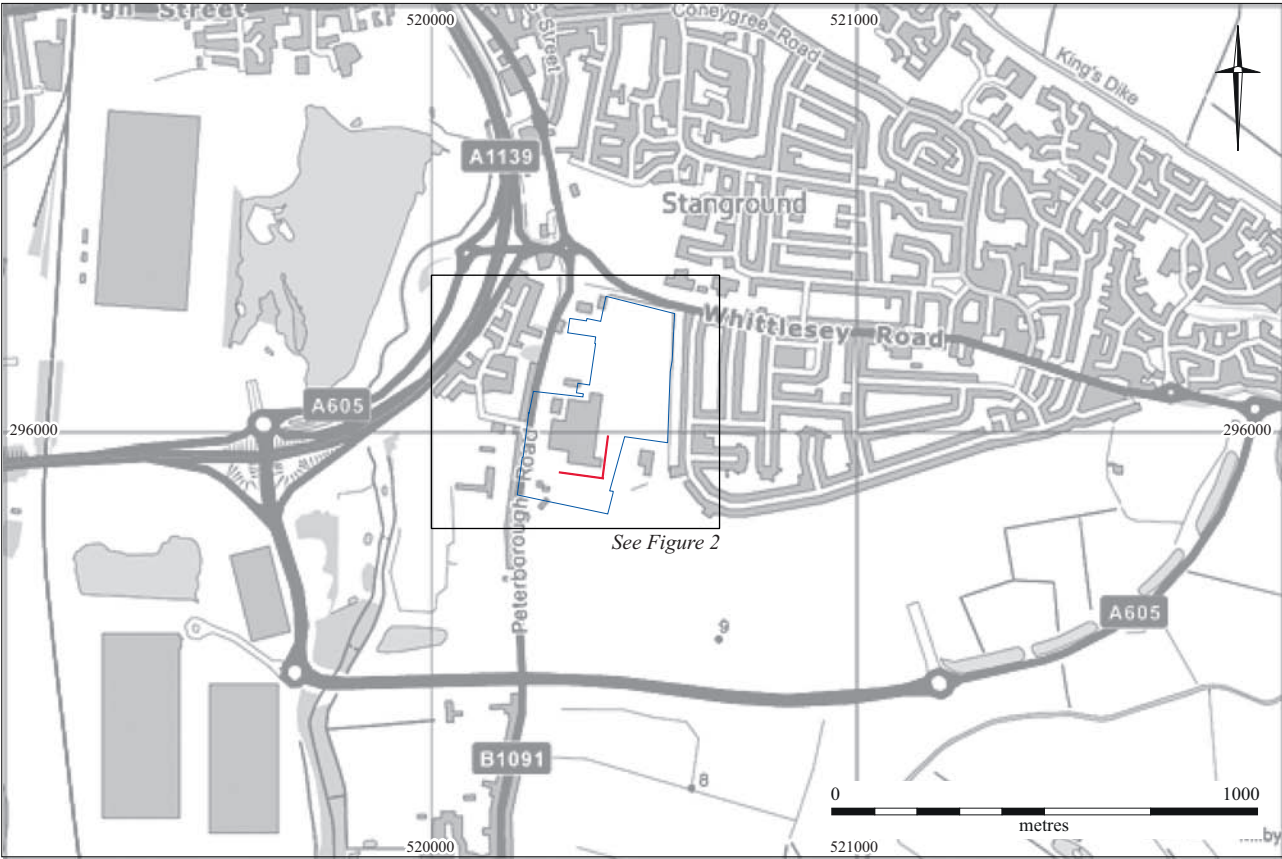 High Street
520000
Street
Coneygree Road
521000
King's Dike
A1139
Stanground
Whittlesey Road
A605
296000
296000
Peterborough Road
See Figure 2
A605
9
B1091
8
0
1000
metres
520000
521000